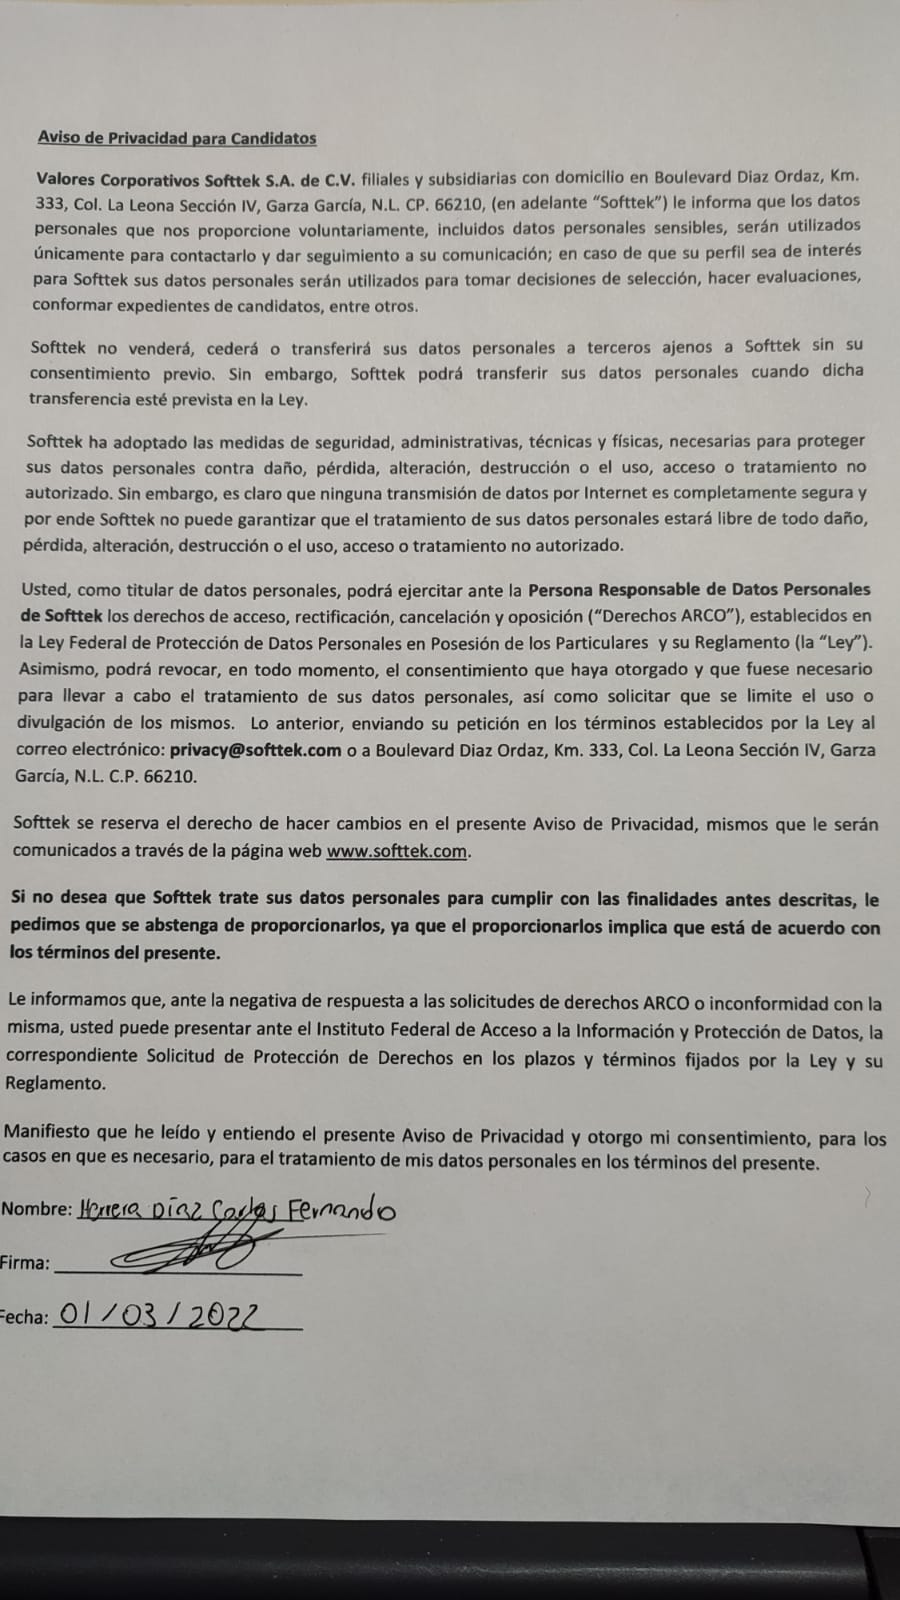 Aviso de Privacidad para Candidatos
Valores Corporativos Softtek S.A. de C.V. filiales y subsidiarias con domicilio en Boulevard Diaz Ordaz, Km.
333, Col. La Leona Sección IV, Garza García, N.L. CP. 66210, (en adelante “Softtek”) le informa que los datos
personales que nos proporcione voluntariamente, incluidos datos personales sensibles, serán utilizados
únicamente para contactarlo y dar seguimiento a su comunicación; en caso de que su perfil sea de interés
para Softtek sus datos personales serán utilizados para tomar decisiones de selección, hacer evaluaciones,
conformar expedientes de candidatos, entre otros.
Softtek no venderá, cederá o transferirá sus datos personales a terceros ajenos a Softtek sin su
consentimiento previo. Sin embargo, Softtek podrá transferir sus datos personales cuando dicha
transferencia esté prevista en la Ley.
Softtek ha adoptado las medidas de seguridad, administrativas, técnicas y físicas, necesarias para proteger
sus datos personales contra daño, pérdida, alteración, destrucción o el uso, acceso o tratamiento no
autorizado. Sin embargo, es claro que ninguna transmisión de datos por Internet es completamente segura y
por ende Softtek no puede garantizar que el tratamiento de sus datos personales estará libre de todo daño,
pérdida, alteración, destrucción o el uso, acceso o tratamiento no autorizado.
Usted, como titular de datos personales, podrá ejercitar ante la Persona Responsable de Datos Personales
de Softtek los derechos de acceso, rectificación, cancelación y oposición (“Derechos ARCO”), establecidos en
la Ley Federal de Protección de Datos Personales en Posesión de los Particulares y su Reglamento (la “Ley”).
Asimismo, podrá revocar, en todo momento, el consentimiento que haya otorgado y que fuese necesario
para llevar a cabo el tratamiento de sus datos personales, así como solicitar que se limite el uso o
divulgación de los mismos. Lo anterior, enviando su petición en los términos establecidos por la Ley al
correo electrónico: privacy@softtek.com o a Boulevard Diaz Ordaz, Km. 333, Col. La Leona Sección IV, Garza
García, N.L. C.P. 66210.
Softtek se reserva el derecho de hacer cambios en el presente Aviso de Privacidad, mismos que le serán
comunicados a través de la página web www.softtek.com.
Si no desea que Softtek trate sus datos personales para cumplir con las finalidades antes descritas, le
pedimos que se abstenga de proporcionarlos, ya que el proporcionarlos implica que está de acuerdo con
los términos del presente.
Le informamos que, ante la negativa de respuesta a las solicitudes de derechos ARCO o inconformidad con la
misma, usted puede presentar ante el Instituto Federal de Acceso a la Información y Protección de Datos, la
correspondiente Solicitud de Protección de Derechos en los plazos y términos fijados por la Ley y su
Reglamento.
Manifiesto que he leído y entiendo el presente Aviso de Privacidad y otorgo mi consentimiento, para los
casos en que es necesario, para el tratamiento de mis datos personales en los términos del presente.
Nombre: Herrera Díaz Carlos Fernando
Firma:
Fecha: 01/03/2022